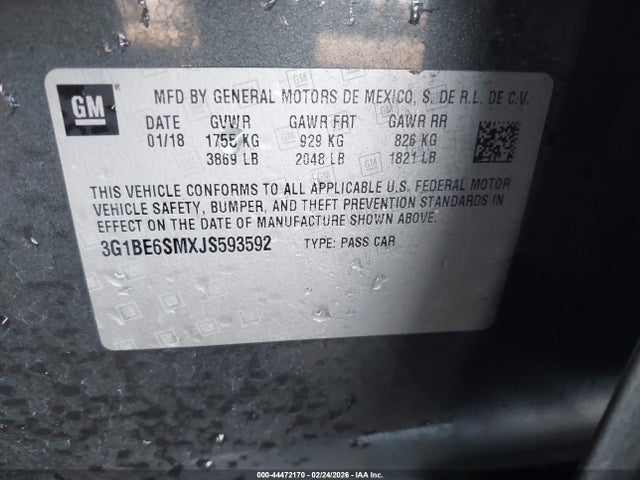 GM
MFD BY GENERAL MOTORS DE MEXICO, S. DE R.L. DE C.V.
DATE GVWR GAWR FRT GAWR RR
01/18 1755 KG 929 KG 826 KG
3869 LB 2048 LB 1821 LB
THIS VEHICLE CONFORMS TO ALL APPLICABLE U.S. FEDERAL MOTOR
VEHICLE SAFETY, BUMPER, AND THEFT PREVENTION STANDARDS IN
EFFECT ON THE DATE OF MANUFACTURE SHOWN ABOVE.
3G1BE6SMXJS593592 TYPE: PASS CAR
000-44472170 - 02/24/2026 - IAA Inc.